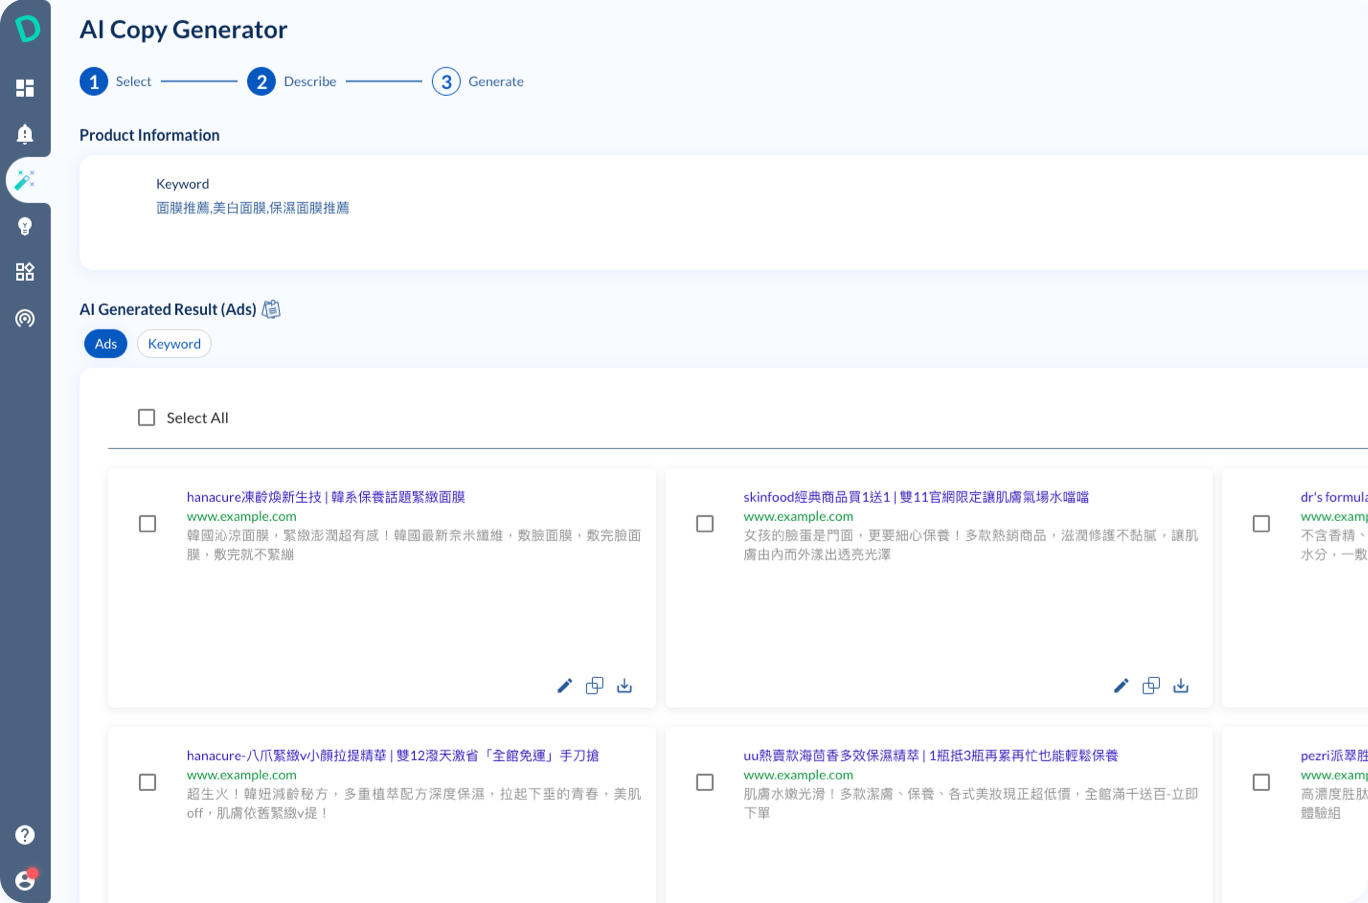 AI Copy Generator
1 Select 2 Describe 3 Generate
Product Information
Keyword
面膜推薦,美白面膜,保濕面膜推薦
AI Generated Result (Ads)
Ads Keyword
Select All
hanacure凍齡煥新生技 | 韓系保養話題緊緻面膜
www.example.com
韓國沁涼面膜，緊緻澎潤超有感！韓國最新奈米纖維，敷臉面膜，敷完臉面
膜，敷完就不緊繃
skinfood經典商品買1送1 | 雙11官網限定讓肌膚氣場水噹噹
www.example.com
女孩的臉蛋是門面，更要細心保養！多款熱銷商品，滋潤修護不黏膩，讓肌
膚由內而外漾出透亮光澤
dr's formula
www.examp
不含香精、
水分，一敷
hanacure-八爪緊緻v小顏拉提精華 | 雙12潑天激省「全館免運」手刀搶
www.example.com
超生火！韓妞減齡秘方，多重植萃配方深度保濕，拉起下垂的青春，美肌
off，肌膚依舊緊緻v提！
uu熱賣款海茴香多效保濕精萃 | 1瓶抵3瓶再累再忙也能輕鬆保養
www.example.com
肌膚水嫩光滑！多款潔膚、保養、各式美妝現正超低價，全館滿千送百-立即
下單
pezri派翠胜
www.examp
高濃度胜肽
體驗組